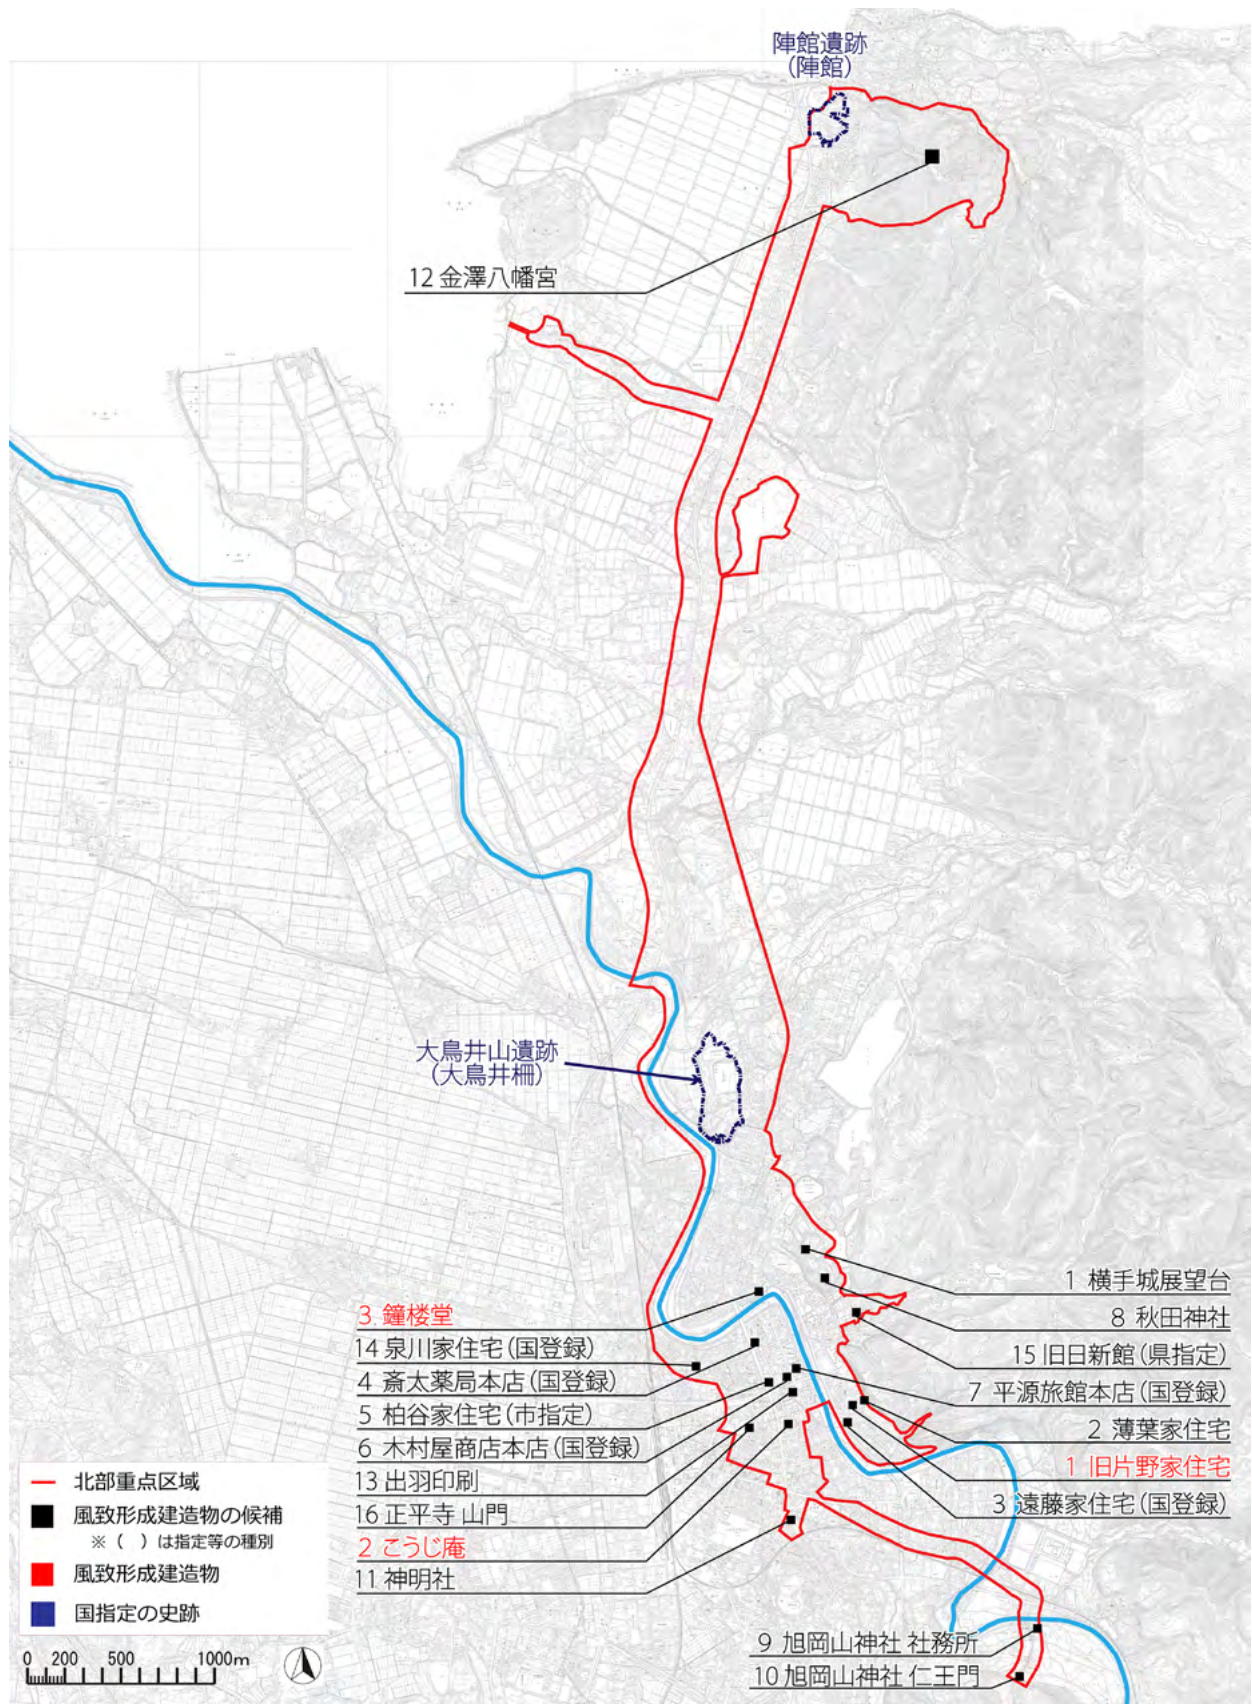 陣館遺跡
(陣館)
12 金澤八幡宮
大鳥井山遺跡
(大鳥井柵)
3 鐘楼堂
14 泉川家住宅(国登録)
4 斎太薬局本店(国登録)
5 柏谷家住宅(市指定)
6 木村屋商店本店(国登録)
13 出羽印刷
16 正平寺 山門
2 こうじ庵
11 神明社
1 横手城展望台
8 秋田神社
15 旧日新館(県指定)
7 平源旅館本店(国登録)
2 薄葉家住宅
1 旧片野家住宅
3 遠藤家住宅(国登録)
9 旭岡山神社 社務所
10 旭岡山神社 仁王門
北部重点区域
風致形成建造物の候補
※( )は指定等の種別
風致形成建造物
国指定の史跡
0 200 500 1000m